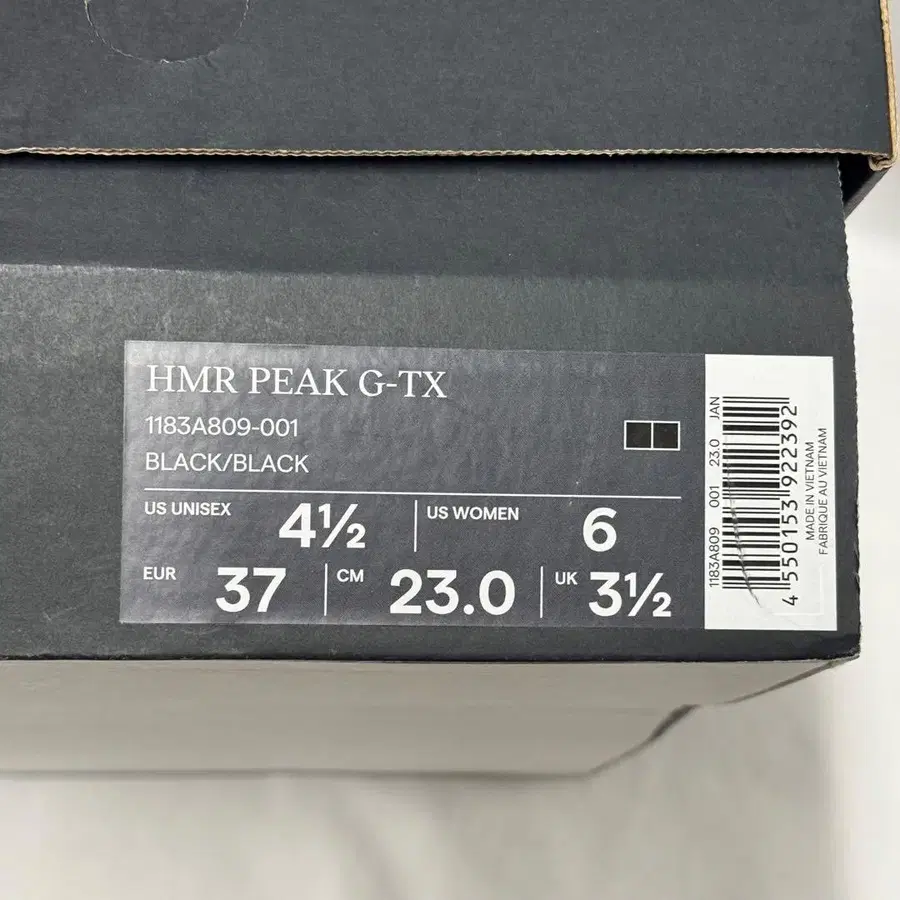 HMR PEAK G-TX
1183A809-001
BLACK/BLACK
US UNISEX 4½ US WOMEN 6
EUR 37 CM 23.0 UK 3½
1183A809 001 23.0 JAN
4 550153 922392
MADE IN VIETNAM
FABRIQUE AU VIETNAM